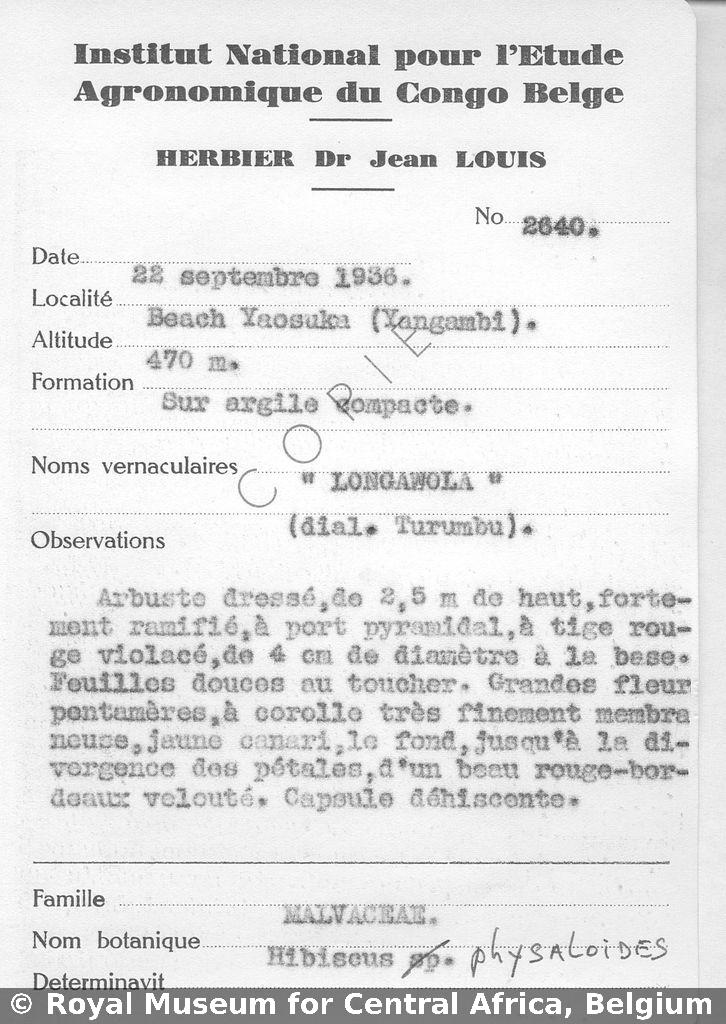 Institut National pour l'Etude
Agronomique du Congo Belge
HERBIER Dr Jean LOUIS
No 2640.
Date 22 septembre 1936.
Localité Beach Yaosuka (Yangambi).
Altitude 470 m.
Formation Sur argile compacte.
COPIE
Noms vernaculaires " LONGAWOLA "
(dial. Turumbu).
Observations
Arbuste dressé,de 2,5 m de haut,forte-
ment ramifié,à port pyramidal,à tige rou-
ge violacé,de 4 cm de diamètre à la base.
Feuilles douces au toucher. Grandes fleur
pentamères,à corolle très finement membra
neuse,jaune canari,le fond,jusqu'à la di-
vergence des pétales,d'un beau rouge-bor-
deaux velouté. Capsule déhiscente.
Famille MALVACEAE.
Nom botanique Hibiscus sp. physaloides
Determinavit
© Royal Museum for Central Africa, Belgium